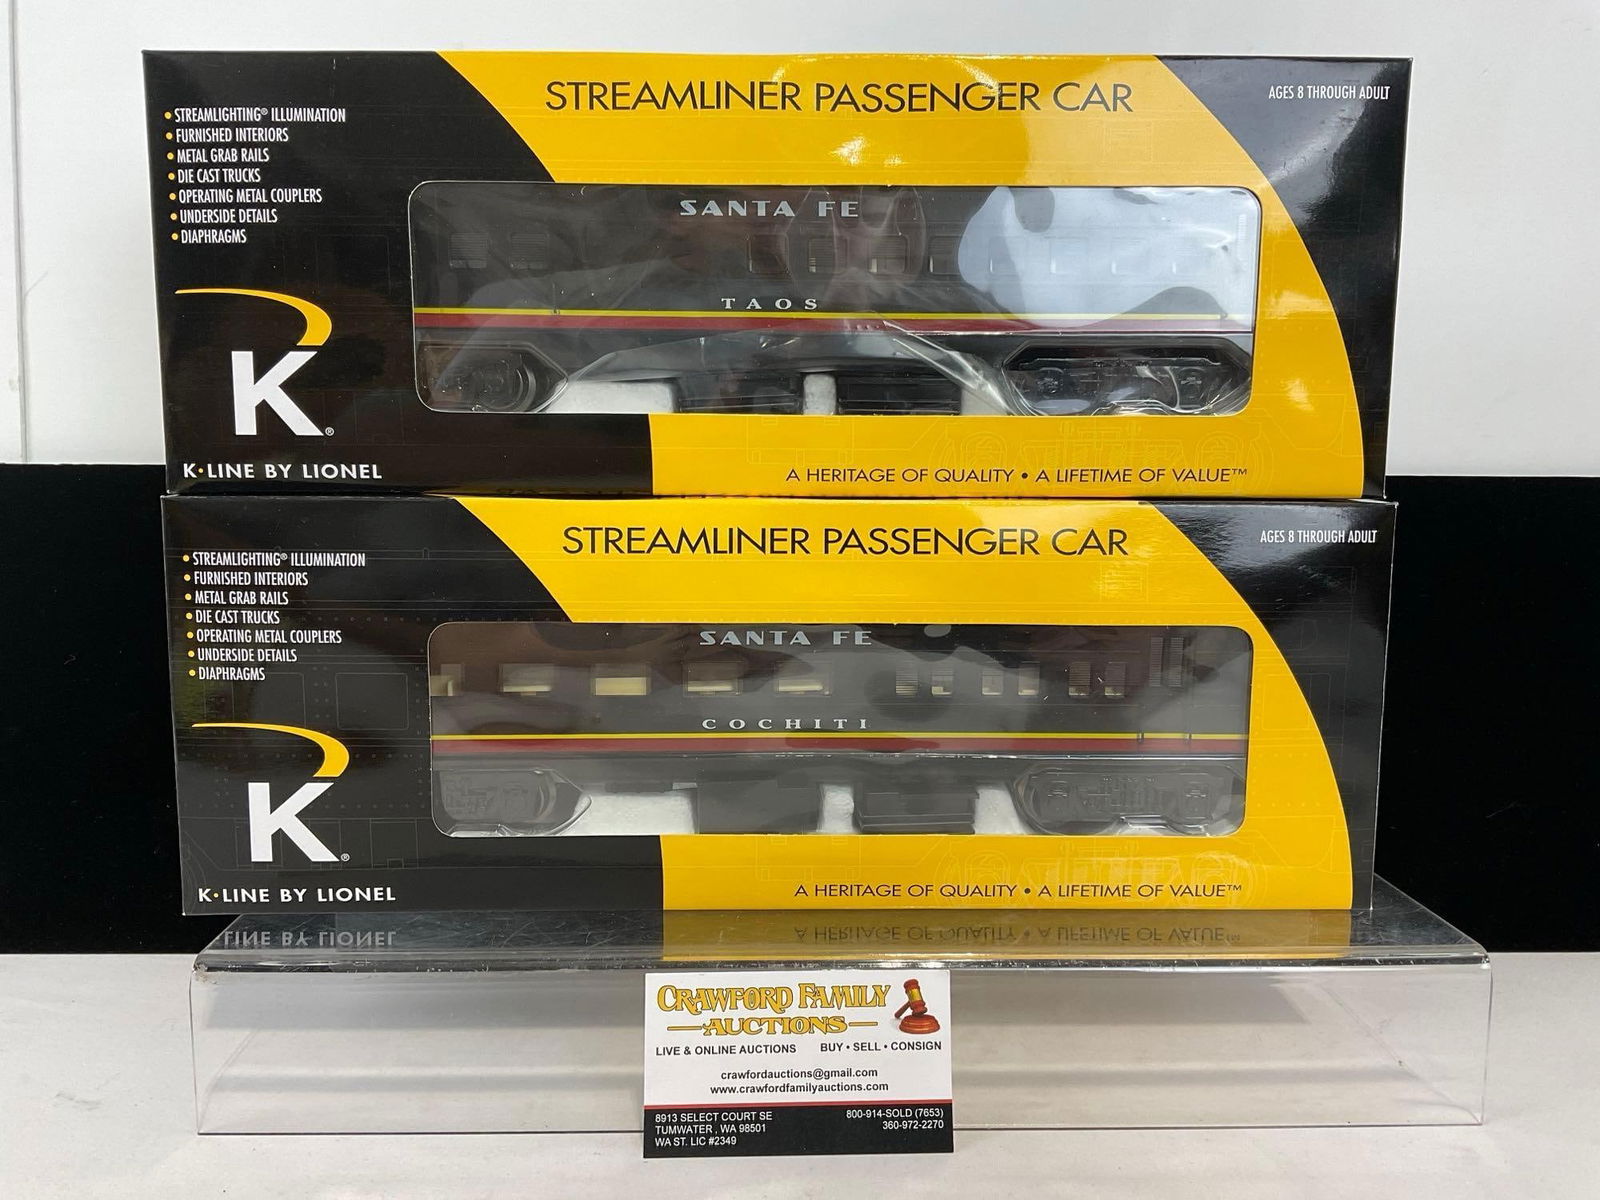 STREAMLINER PASSENGER CAR
AGES 8 THROUGH ADULT
• STREAMLIGHTING® ILLUMINATION
• FURNISHED INTERIORS
• METAL GRAB RAILS
• DIE CAST TRUCKS
• OPERATING METAL COUPLERS
• UNDERSIDE DETAILS
• DIAPHRAGMS
SANTA FE
TAOS
K®
K·LINE BY LIONEL
A HERITAGE OF QUALITY • A LIFETIME OF VALUE™
STREAMLINER PASSENGER CAR
AGES 8 THROUGH ADULT
• STREAMLIGHTING® ILLUMINATION
• FURNISHED INTERIORS
• METAL GRAB RAILS
• DIE CAST TRUCKS
• OPERATING METAL COUPLERS
• UNDERSIDE DETAILS
• DIAPHRAGMS
SANTA FE
COCHITI
K®
K·LINE BY LIONEL
A HERITAGE OF QUALITY • A LIFETIME OF VALUE™
CRAWFORD FAMILY
—AUCTIONS—
LIVE & ONLINE AUCTIONS BUY • SELL • CONSIGN
crawfordauctions@gmail.com
www.crawfordfamilyauctions.com
8913 SELECT COURT SE 800-914-SOLD (7653)
TUMWATER , WA 98501 360-972-2270
WA ST. LIC #2349